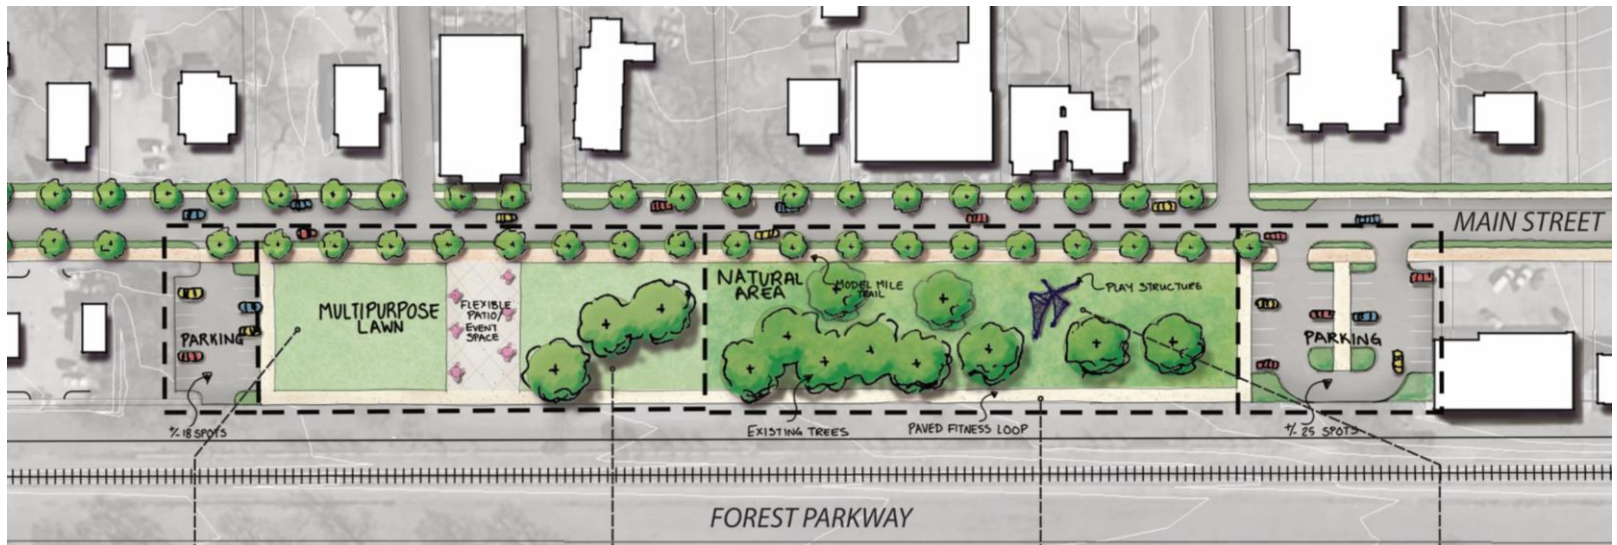 MAIN STREET
NATURAL
AREA
MODEL MILE
TRAIL
PLAY STRUCTURE
MULTIPURPOSE
LAWN
FLEXIBLE
PATIO/
EVENT
SPACE
PARKING
PARKING
+/- 18 SPOTS
EXISTING TREES
PAVED FITNESS LOOP
+/- 25 SPOTS
FOREST PARKWAY